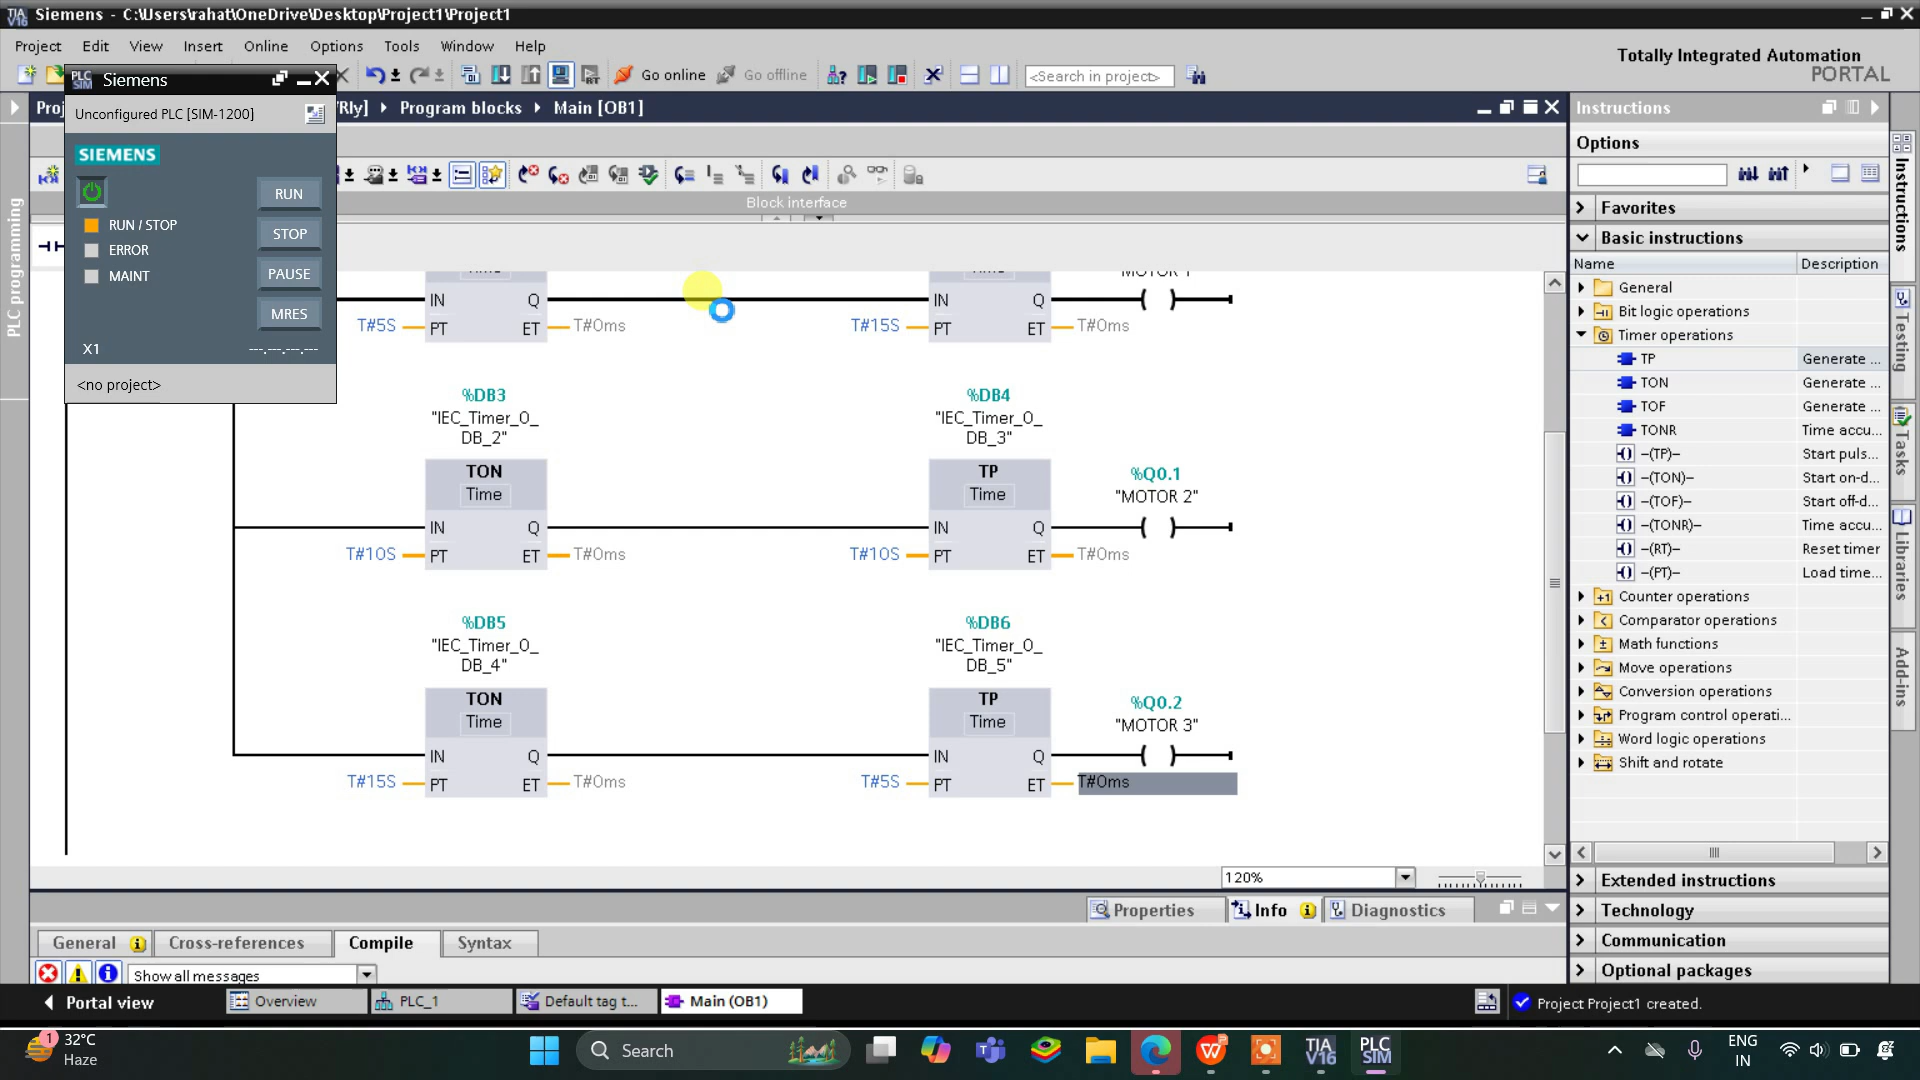 Siemens - C:\Users\rahat\OneDrive\Desktop\Project1\Project1
Project Edit View Insert Online Options Tools Window Help
Totally Integrated Automation
PORTAL
Go online Go offline <Search in project>
Siemens
Unconfigured PLC [SIM-1200]
SIEMENS
RUN
RUN / STOP
STOP
ERROR
PAUSE
MAINT
MRES
X1 ---.---.---.---
<no project>
/Rly] Program blocks Main [OB1]
PLC programming
Block interface
MOTOR 1
IN Q IN Q
T#5S PT ET T#0ms T#15S PT ET T#0ms
%DB3 %DB4
"IEC_Timer_0_ "IEC_Timer_0_
DB_2" DB_3"
TON TP %Q0.1
Time Time "MOTOR 2"
IN Q IN Q
T#10S PT ET T#0ms T#10S PT ET T#0ms
%DB5 %DB6
"IEC_Timer_0_ "IEC_Timer_0_
DB_4" DB_5"
TON TP %Q0.2
Time Time "MOTOR 3"
IN Q IN Q
T#15S PT ET T#0ms T#5S PT ET T#0ms
120%
Properties Info Diagnostics
General Cross-references Compile Syntax
Show all messages
Instructions
Options
Favorites
Basic instructions
Name Description
General
Bit logic operations
Timer operations
TP Generate ...
TON Generate ...
TOF Generate ...
TONR Time accu...
–(TP)– Start puls...
–(TON)– Start on-d...
–(TOF)– Start off-d...
–(TONR)– Time accu...
–(RT)– Reset timer
–(PT)– Load time...
Counter operations
Comparator operations
Math functions
Move operations
Conversion operations
Program control operati...
Word logic operations
Shift and rotate
Extended instructions
Technology
Communication
Optional packages
Instructions
Testing
Tasks
Libraries
Add-ins
Portal view Overview PLC_1 Default tag t... Main (OB1) Project Project1 created.
1
32°C
Haze
Search
TIA
V16
PLC
SIM
ENG
IN